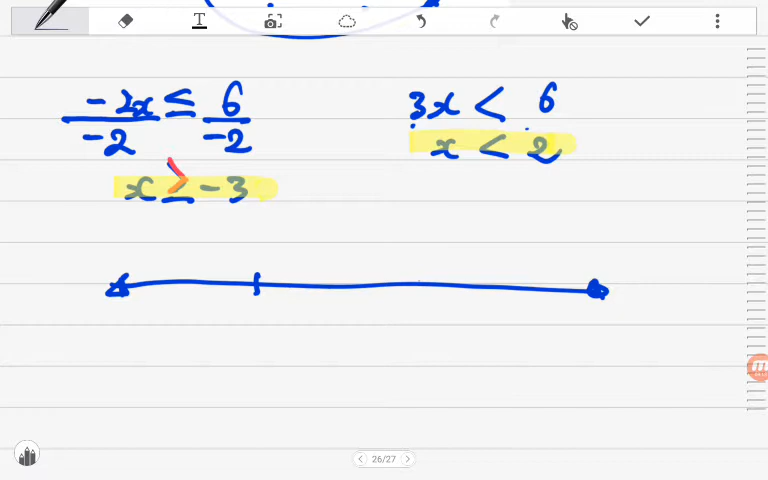 -2x ≤ 6
-2 -2
x ≥ -3
3x < 6
x < 2
26/27